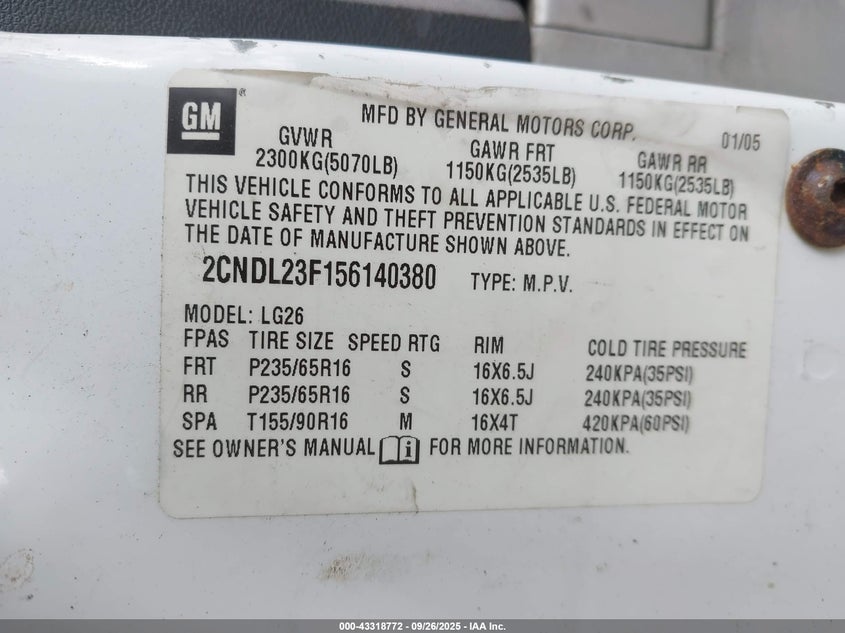 GM ® MFD BY GENERAL MOTORS CORP. 01/05
GVWR GAWR FRT GAWR RR
2300KG(5070LB) 1150KG(2535LB) 1150KG(2535LB)
THIS VEHICLE CONFORMS TO ALL APPLICABLE U.S. FEDERAL MOTOR
VEHICLE SAFETY AND THEFT PREVENTION STANDARDS IN EFFECT ON
THE DATE OF MANUFACTURE SHOWN ABOVE.
2CNDL23F156140380 TYPE: M.P.V.
MODEL: LG26
FPAS TIRE SIZE SPEED RTG RIM COLD TIRE PRESSURE
FRT P235/65R16 S 16X6.5J 240KPA(35PSI)
RR P235/65R16 S 16X6.5J 240KPA(35PSI)
SPA T155/90R16 M 16X4T 420KPA(60PSI)
SEE OWNER'S MANUAL i FOR MORE INFORMATION.
000-43318772 — 09/26/2025 — IAA Inc.